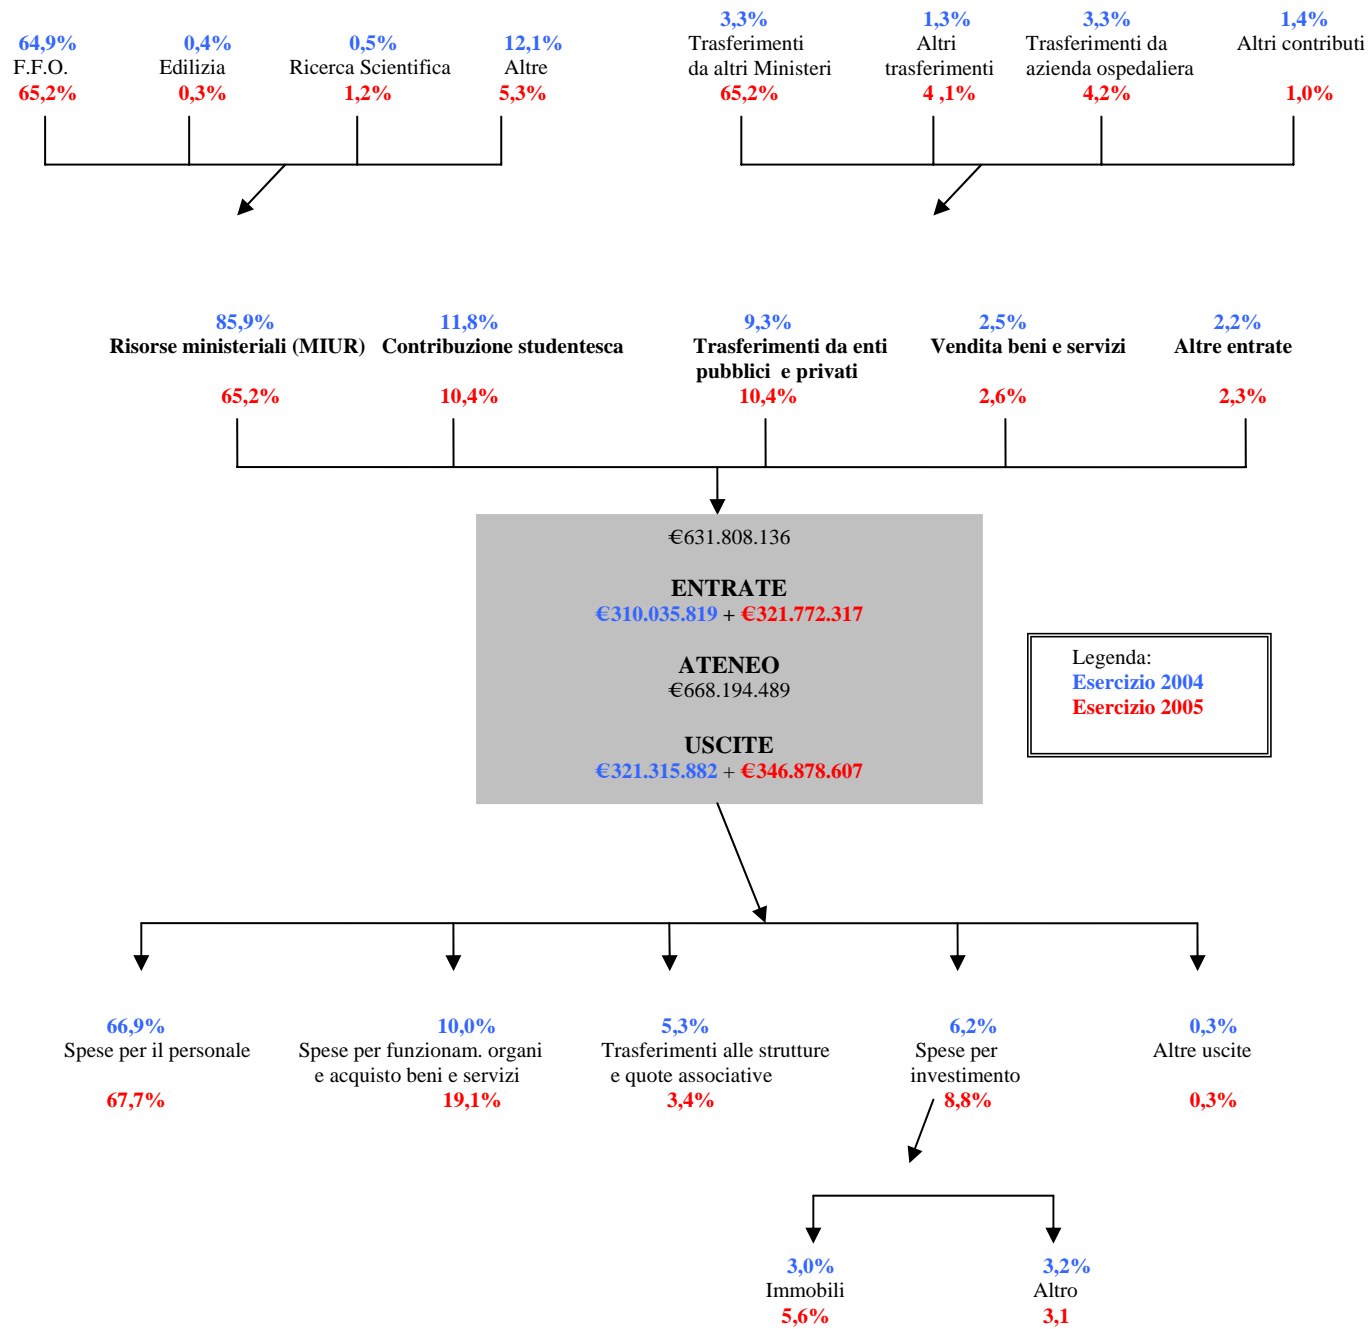 64,9%
F.F.O.
65,2%
0,4%
Edilizia
0,3%
0,5%
Ricerca Scientifica
1,2%
12,1%
Altre
5,3%
3,3%
Trasferimenti
da altri Ministeri
65,2%
1,3%
Altri
trasferimenti
4 ,1%
3,3%
Trasferimenti da
azienda ospedaliera
4,2%
1,4%
Altri contributi
1,0%
85,9%
Risorse ministeriali (MIUR)
65,2%
11,8%
Contribuzione studentesca
10,4%
9,3%
Trasferimenti da enti
pubblici e privati
10,4%
2,5%
Vendita beni e servizi
2,6%
2,2%
Altre entrate
2,3%
€631.808.136
ENTRATE
€310.035.819 + €321.772.317
ATENEO
€668.194.489
USCITE
€321.315.882 + €346.878.607
Legenda:
Esercizio 2004
Esercizio 2005
66,9%
Spese per il personale
67,7%
10,0%
Spese per funzionam. organi
e acquisto beni e servizi
19,1%
5,3%
Trasferimenti alle strutture
e quote associative
3,4%
6,2%
Spese per
investimento
8,8%
0,3%
Altre uscite
0,3%
3,0%
Immobili
5,6%
3,2%
Altro
3,1